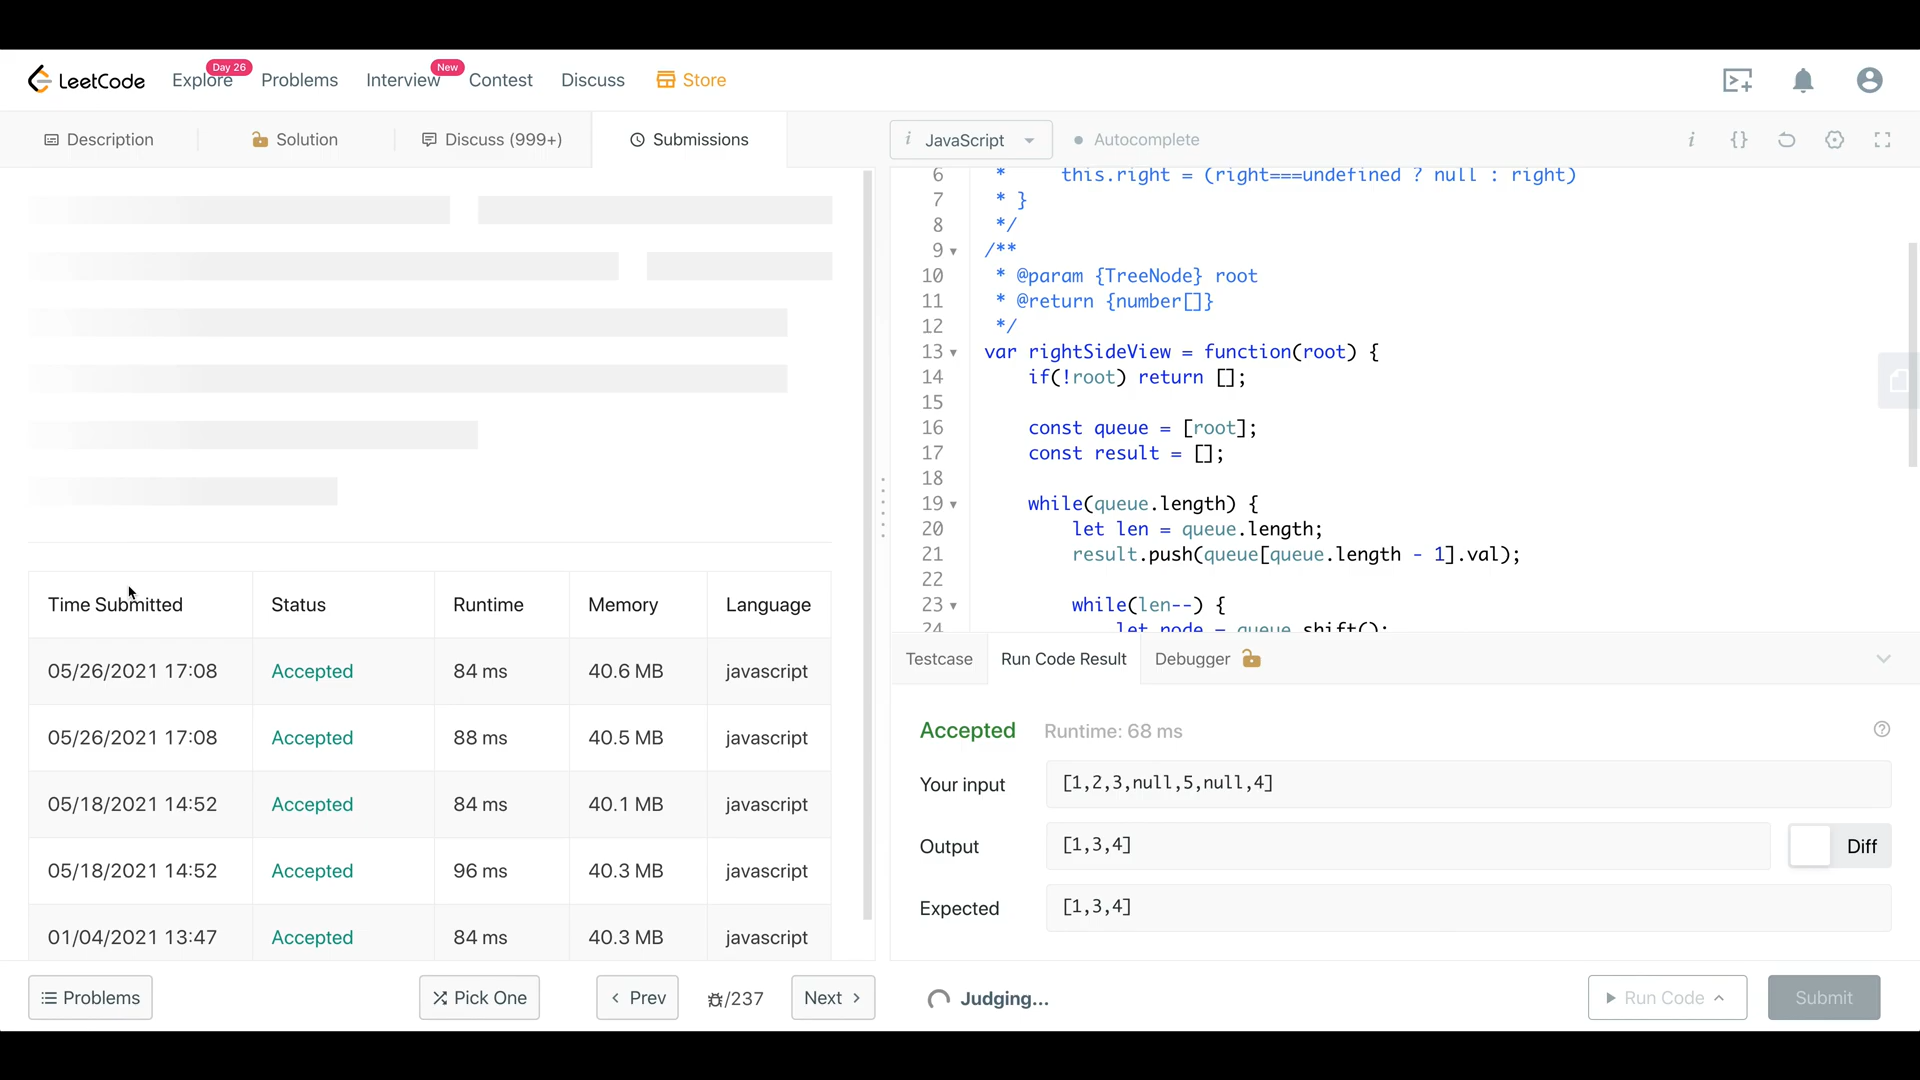 LeetCode
Explore
Day 26
Problems
Interview
New
Contest
Discuss
Store
Description
Solution
Discuss (999+)
Submissions
i JavaScript
Autocomplete
i
{}
6 * this.right = (right===undefined ? null : right)
7 * }
8 */
9 /**
10 * @param {TreeNode} root
11 * @return {number[]}
12 */
13 var rightSideView = function(root) {
14 if(!root) return [];
15
16 const queue = [root];
17 const result = [];
18
19 while(queue.length) {
20 let len = queue.length;
21 result.push(queue[queue.length - 1].val);
22
23 while(len--) {
24 let node = queue.shift();
Time Submitted Status Runtime Memory Language
05/26/2021 17:08 Accepted 84 ms 40.6 MB javascript
05/26/2021 17:08 Accepted 88 ms 40.5 MB javascript
05/18/2021 14:52 Accepted 84 ms 40.1 MB javascript
05/18/2021 14:52 Accepted 96 ms 40.3 MB javascript
01/04/2021 13:47 Accepted 84 ms 40.3 MB javascript
Testcase
Run Code Result
Debugger
Accepted Runtime: 68 ms
Your input [1,2,3,null,5,null,4]
Output [1,3,4]
Diff
Expected [1,3,4]
Problems
Pick One
Prev
/237
Next
Judging...
Run Code
Submit